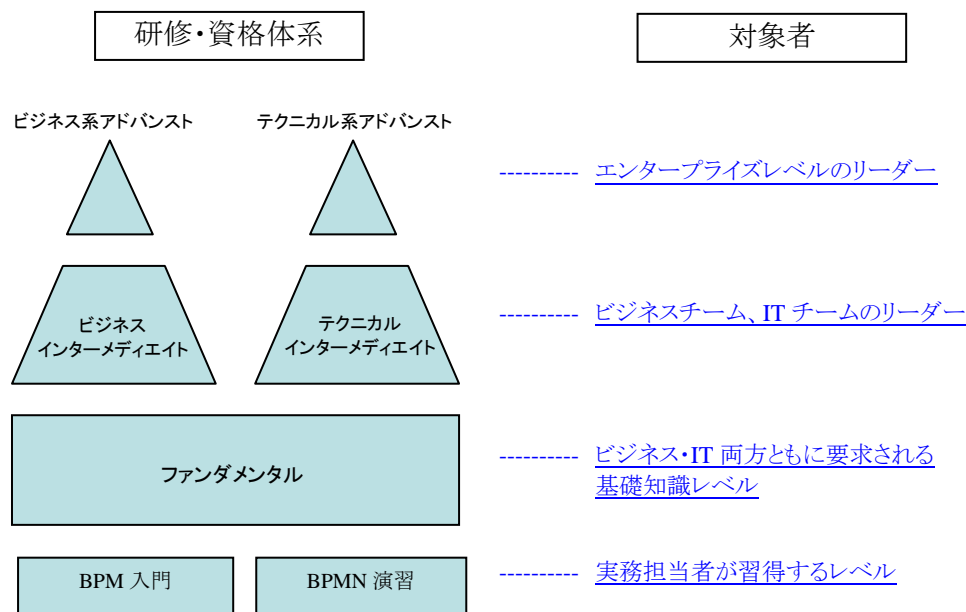 研修・資格体系
対象者
ビジネス系アドバンスト
テクニカル系アドバンスト
---------- エンタープライズレベルのリーダー
ビジネス
インターメディエイト
テクニカル
インターメディエイト
---------- ビジネスチーム、IT チームのリーダー
ファンダメンタル
---------- ビジネス・IT 両方ともに要求される
基礎知識レベル
BPM 入門
BPMN 演習
---------- 実務担当者が習得するレベル